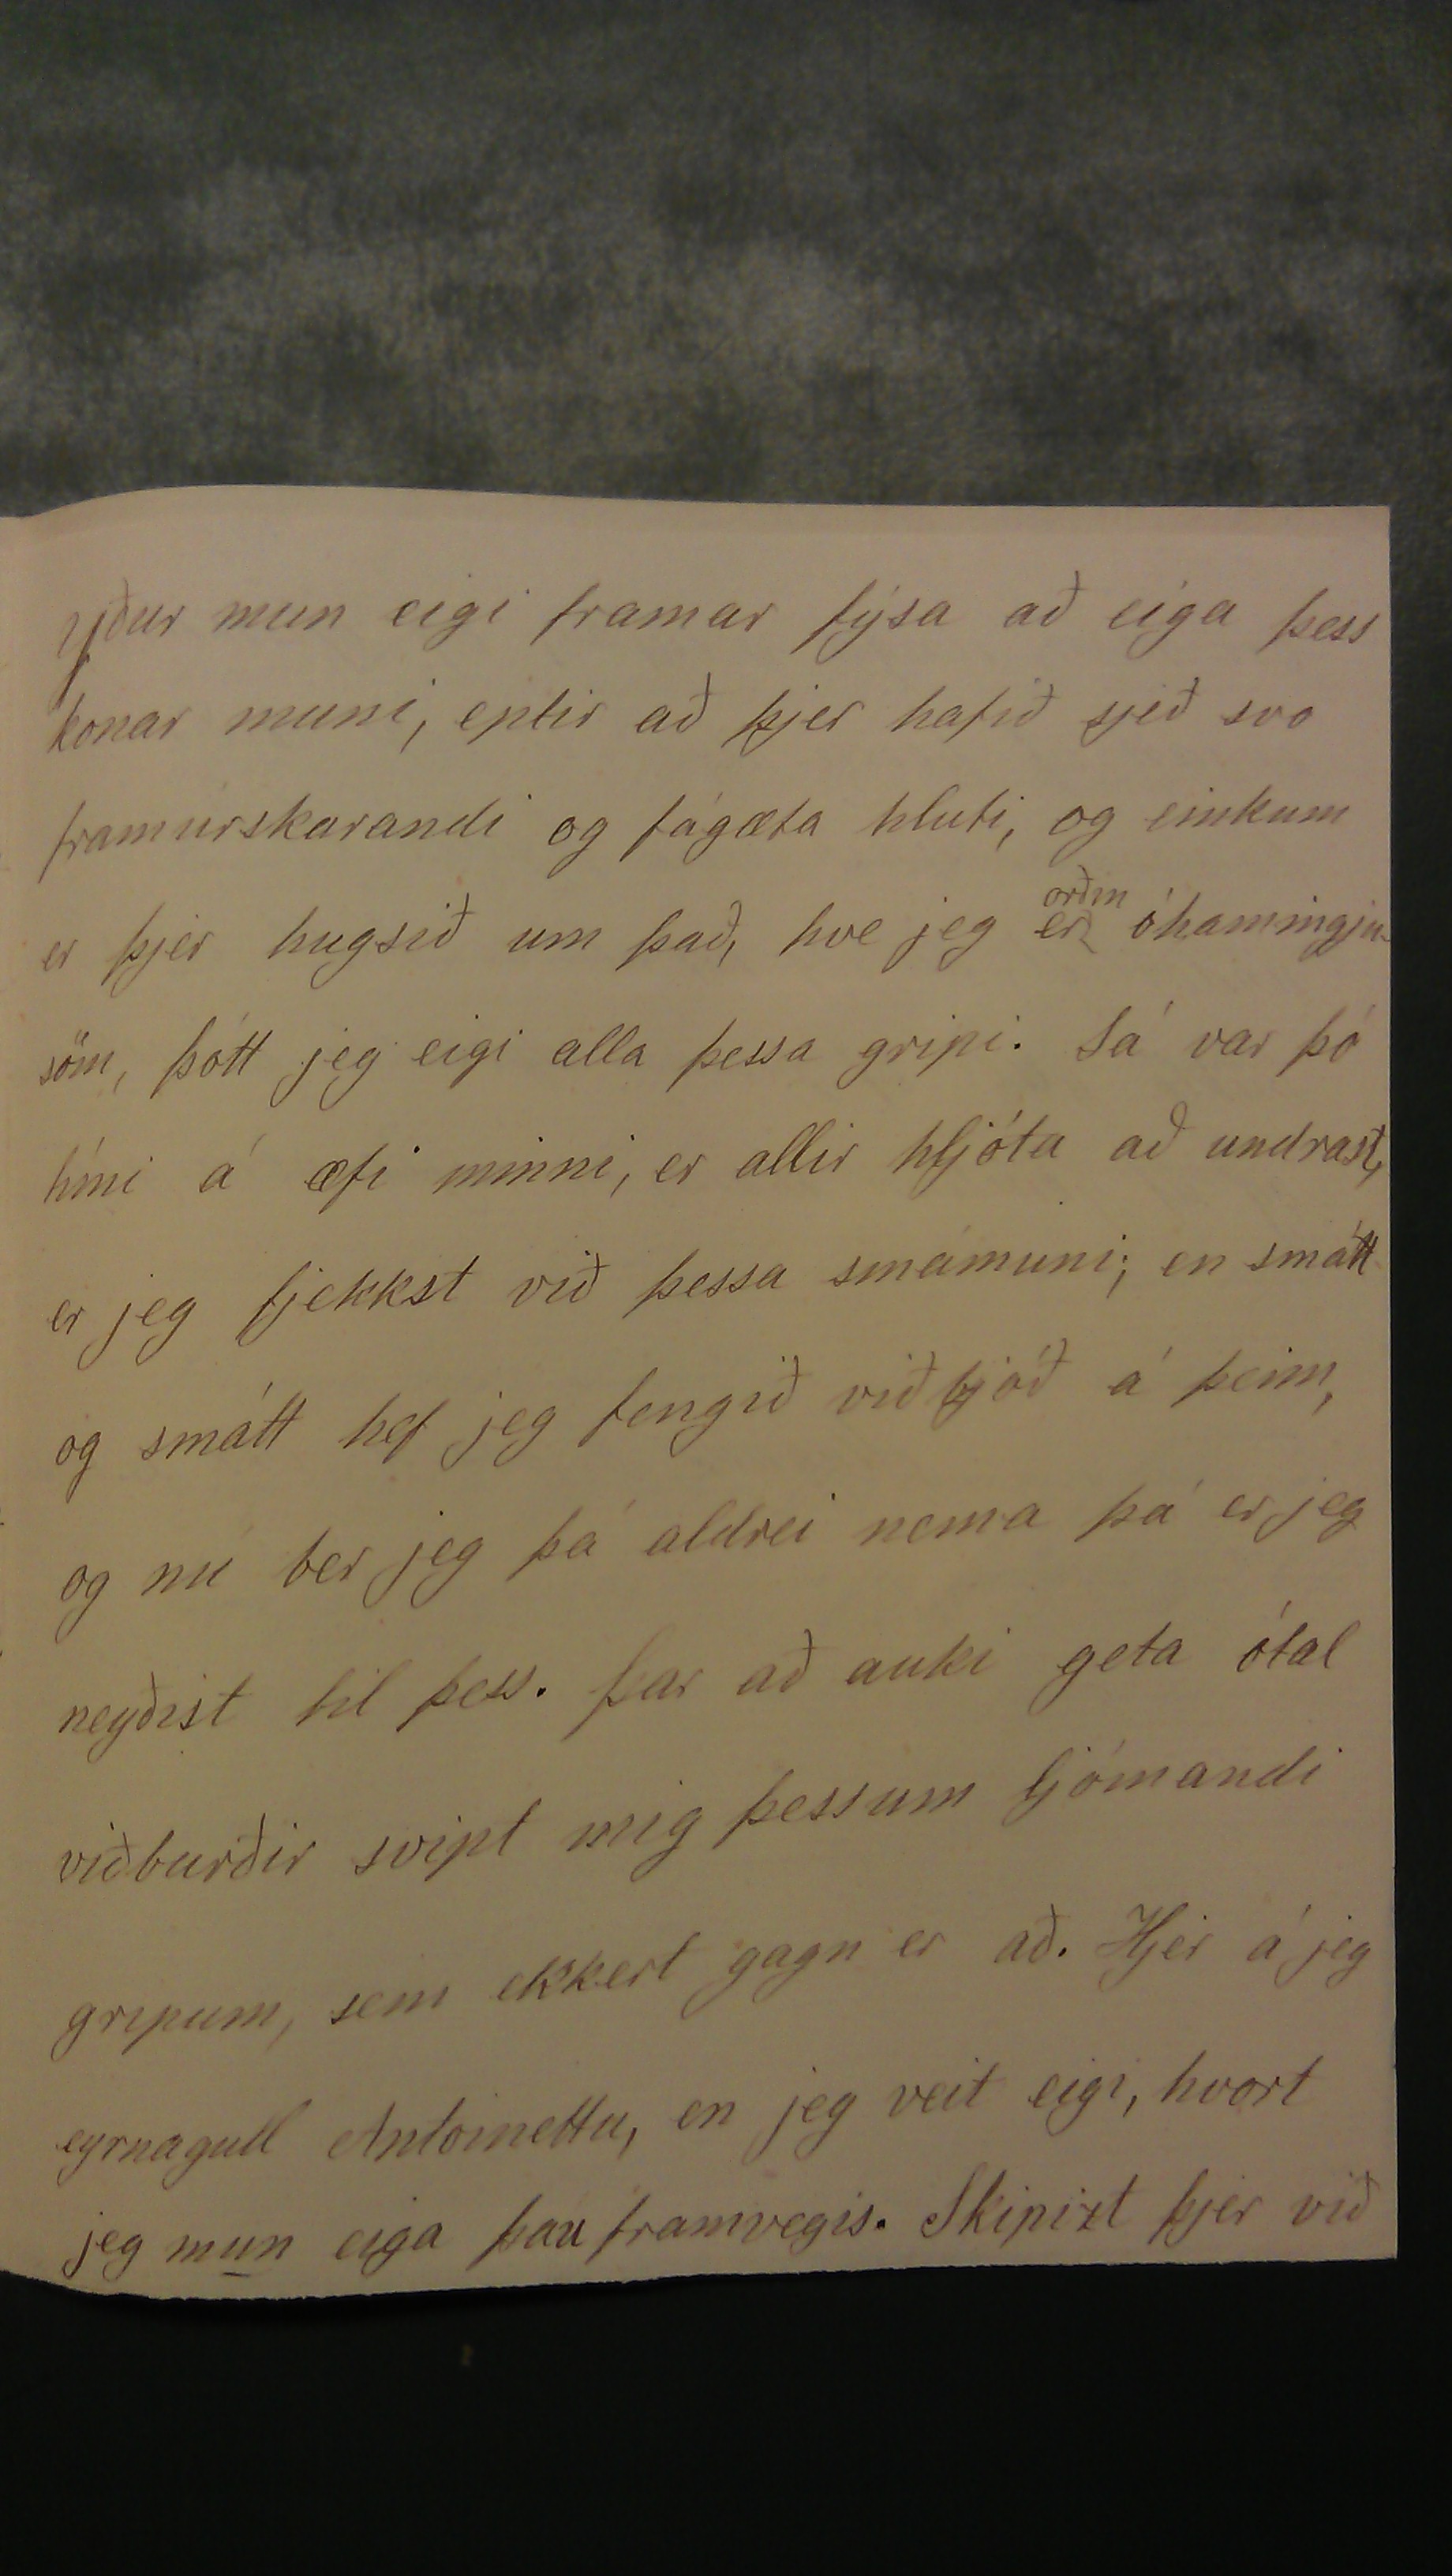 Yður mun eigi framar fýsa að eiga þess
konar muni, eptir að þjer hafið sjeð svo
framúrskarandi og fágæta hluti, og einkum
er þjer hugsið um það, hve jeg er orðin óhamingju-
söm, þótt jeg eigi alla þessa gripi. Sá var þó
tími á æfi minni, er allir hljóta að undrast,
er jeg fjekkst við þessa smámuni; en smátt
og smátt hef jeg fengið viðbjóð á þeim,
og nú ber jeg þá aldrei nema þá er jeg
neyðist til þess. Þar að auki geta ótal
viðburðir svipt mig þessum ljómandi
gripum, sem ekkert gagn er að. Hjer á jeg
eyrnagull Antoinettu, en jeg veit eigi, hvort
jeg mun eiga þau framvegis. Skipizt þjer við